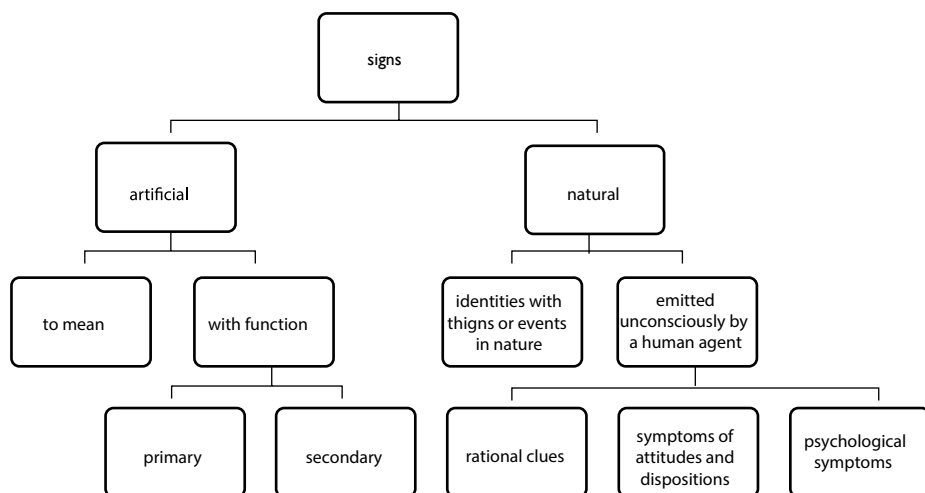 signs
artificial
natural
to mean
with function
identities with
thigns or events
in nature
emitted
unconsciously by
a human agent
primary
secondary
rational clues
symptoms of
attitudes and
dispositions
psychological
symptoms